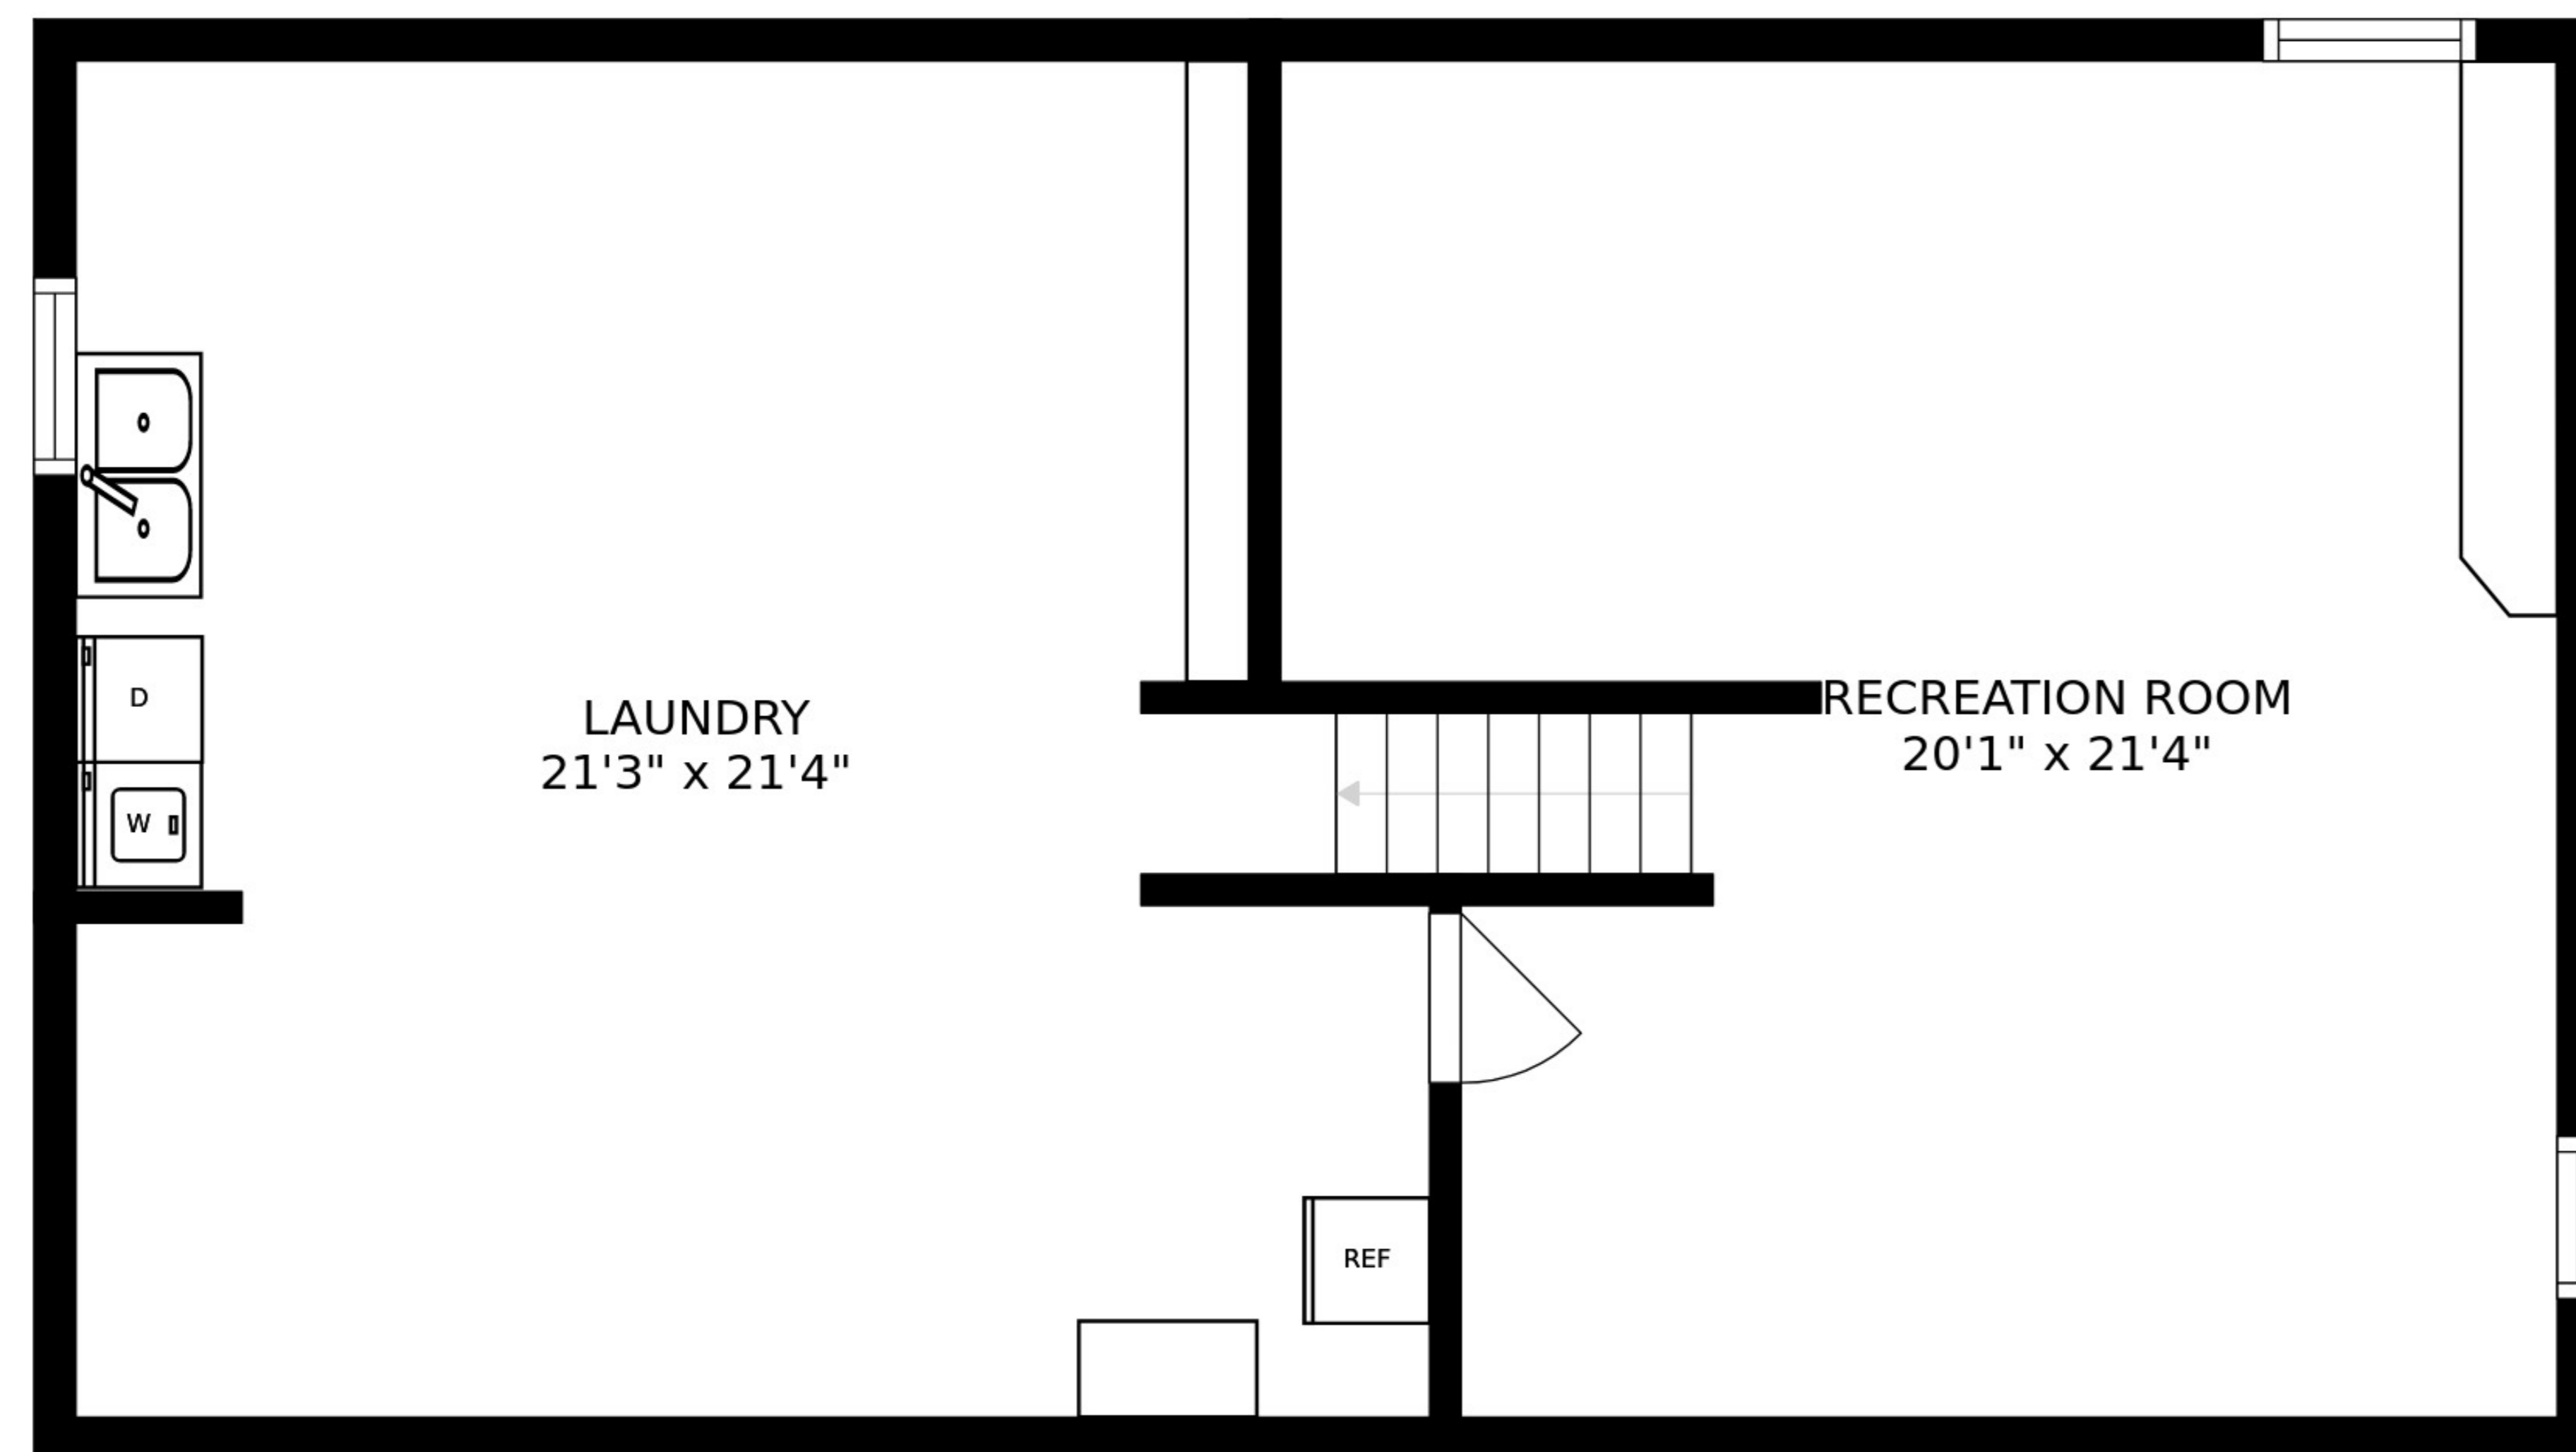 LAUNDRY
21'3" x 21'4"
RECREATION ROOM
20'1" x 21'4"
D
W
REF